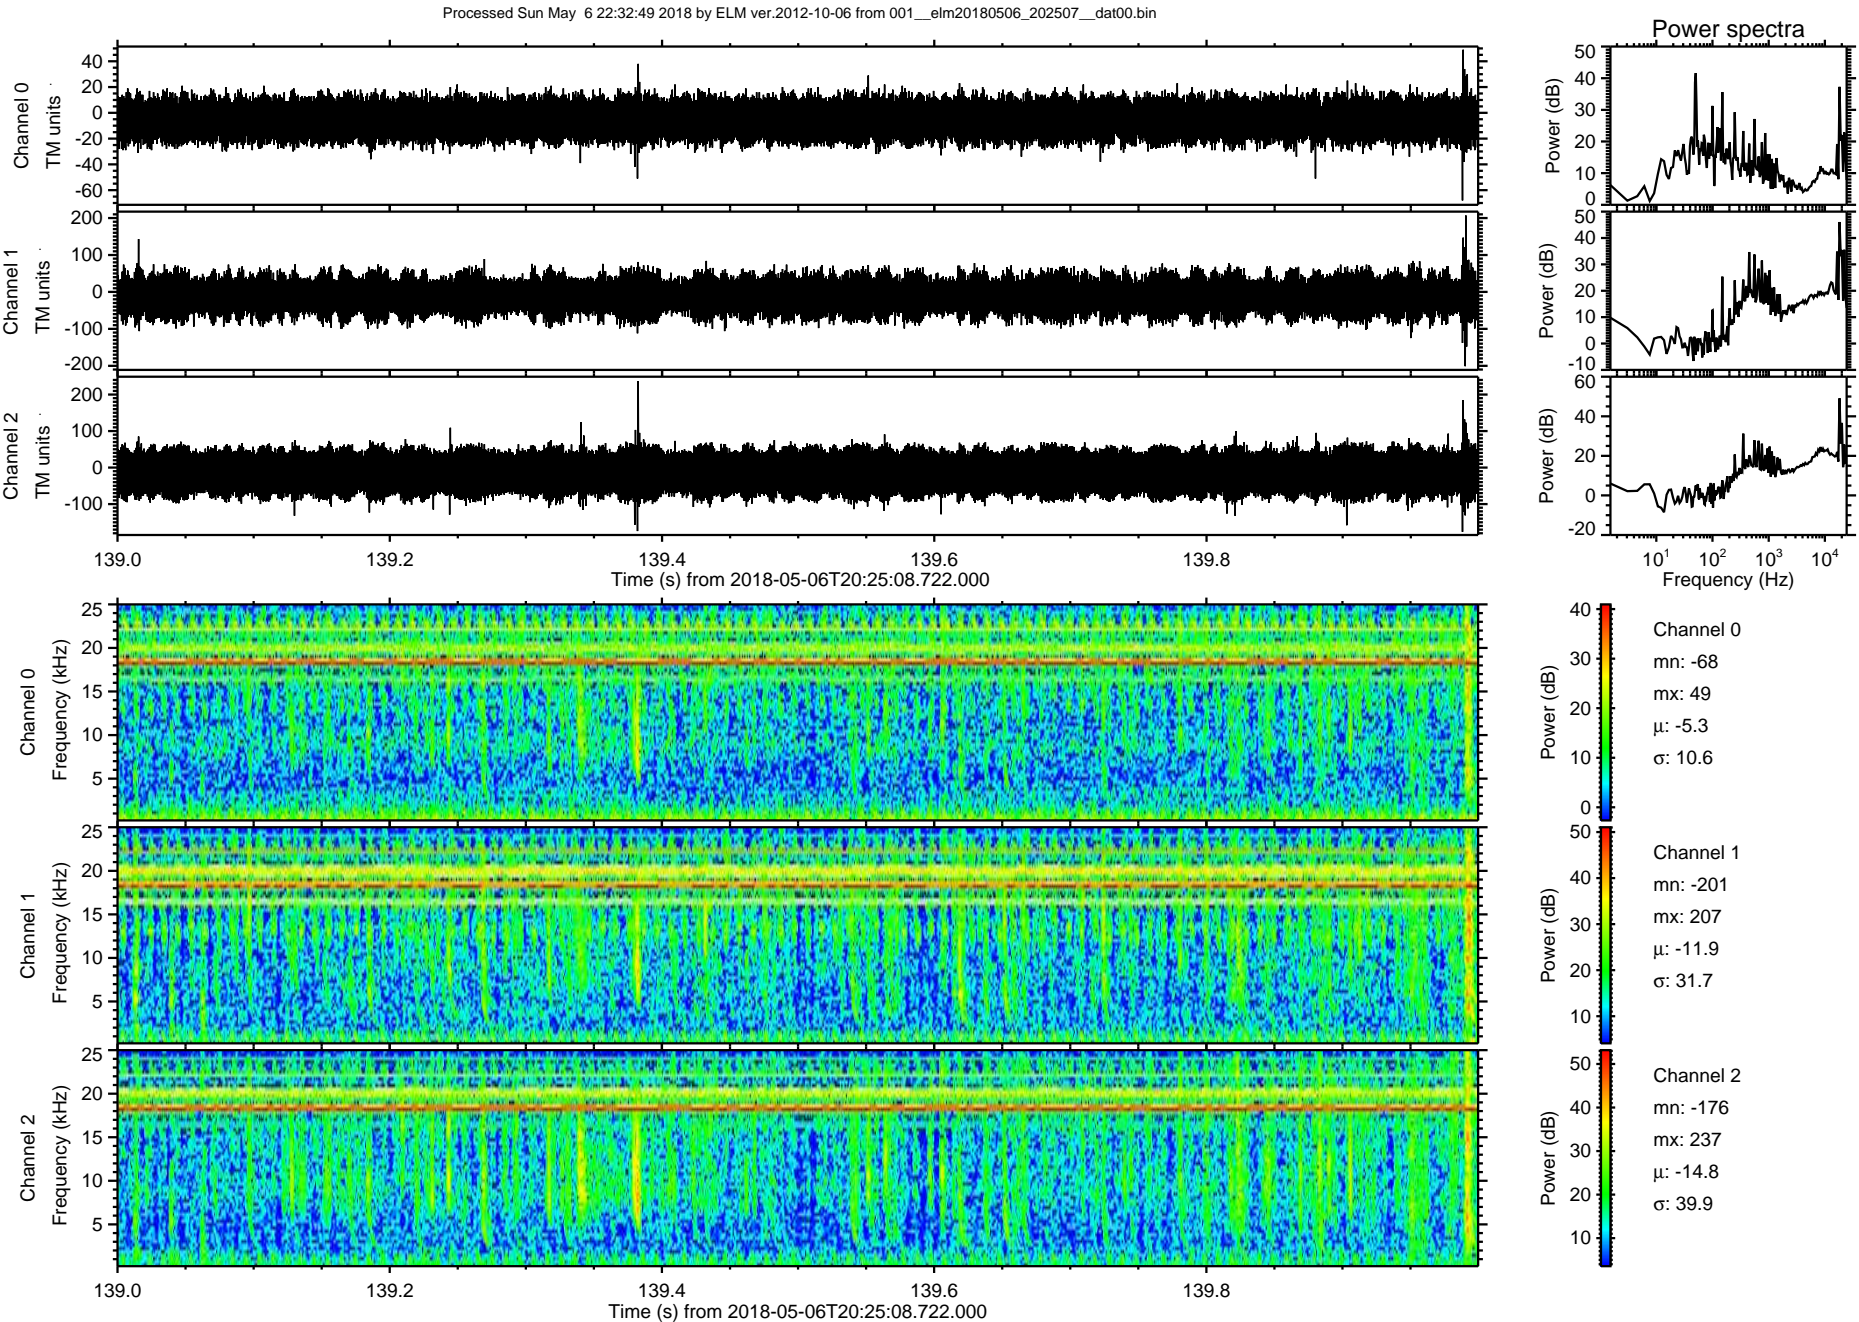 Processed Sun May  6 22:32:49 2018 by ELM ver.2012-10-06 from 001__elm20180506_202507__dat00.bin
Power spectra
Channel 0
TM units
40
20
0
-20
-40
-60
Power (dB)
50
40
30
20
10
0
Channel 1
TM units
200
100
0
-100
-200
Power (dB)
50
40
30
20
10
0
-10
Channel 2
TM units
200
100
0
-100
Power (dB)
60
40
20
0
-20
139.0
139.2
139.4
139.6
139.8
Time (s) from 2018-05-06T20:25:08.722.000
10^1
10^2
10^3
10^4
Frequency (Hz)
Channel 0
Frequency (kHz)
25
20
15
10
5
Power (dB)
40
30
20
10
0
Channel 0
mn: -68
mx: 49
μ: -5.3
σ: 10.6
Channel 1
Frequency (kHz)
25
20
15
10
5
Power (dB)
50
40
30
20
10
Channel 1
mn: -201
mx: 207
μ: -11.9
σ: 31.7
Channel 2
Frequency (kHz)
25
20
15
10
5
Power (dB)
50
40
30
20
10
Channel 2
mn: -176
mx: 237
μ: -14.8
σ: 39.9
139.0
139.2
139.4
139.6
139.8
Time (s) from 2018-05-06T20:25:08.722.000